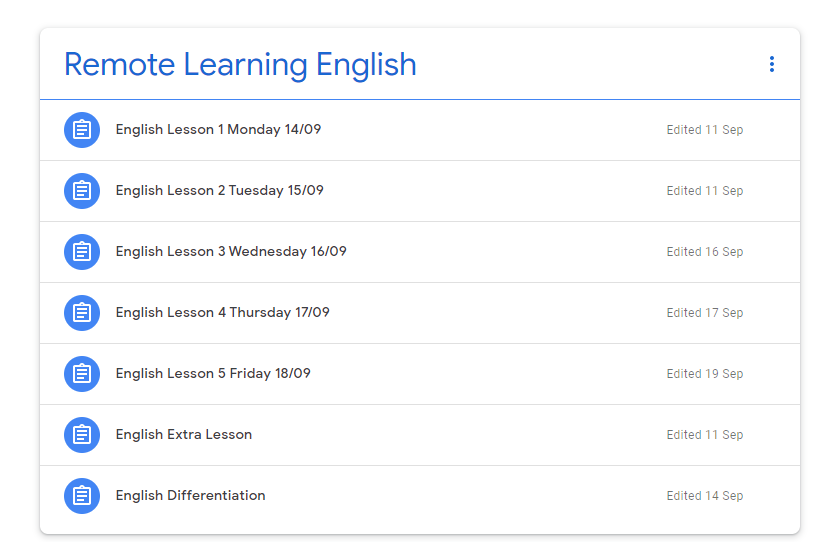 Remote Learning English
English Lesson 1 Monday 14/09 Edited 11 Sep
English Lesson 2 Tuesday 15/09 Edited 11 Sep
English Lesson 3 Wednesday 16/09 Edited 16 Sep
English Lesson 4 Thursday 17/09 Edited 17 Sep
English Lesson 5 Friday 18/09 Edited 19 Sep
English Extra Lesson Edited 11 Sep
English Differentiation Edited 14 Sep